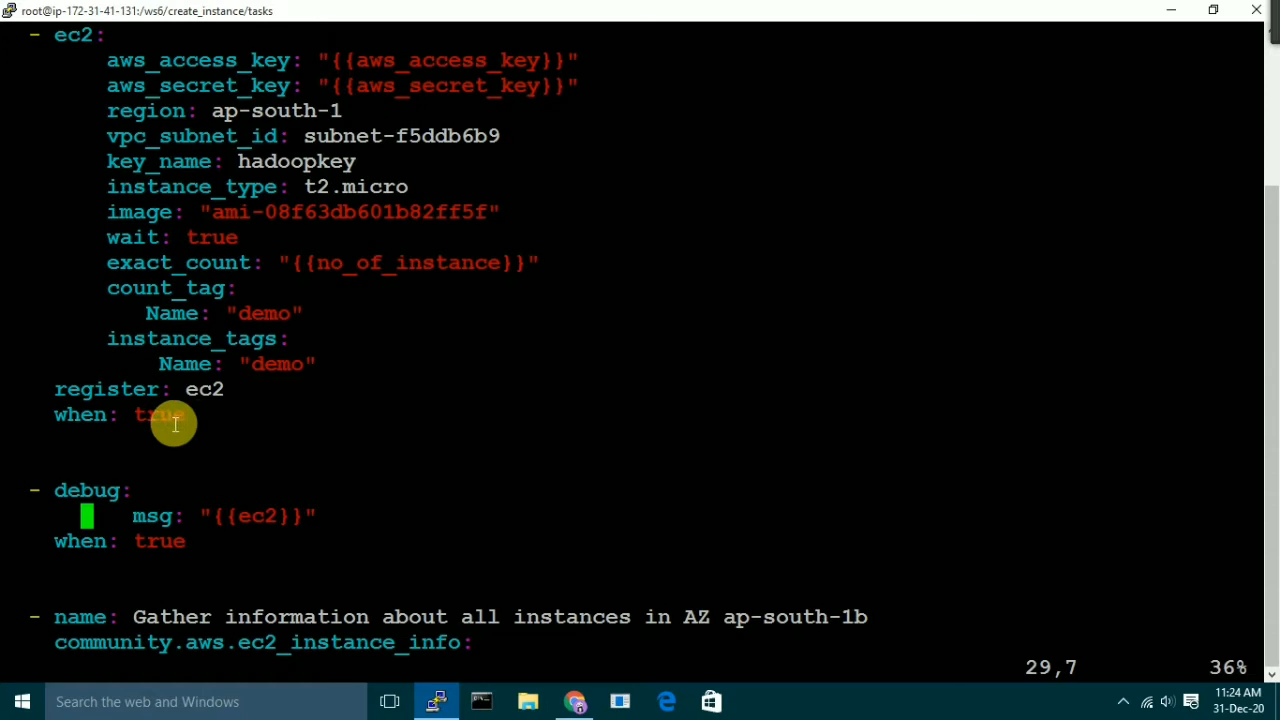 root@ip-172-31-41-131:/ws6/create_instance/tasks
- ec2:
aws_access_key: "{{aws_access_key}}"
aws_secret_key: "{{aws_secret_key}}"
region: ap-south-1
vpc_subnet_id: subnet-f5ddb6b9
key_name: hadoopkey
instance_type: t2.micro
image: "ami-08f63db601b82ff5f"
wait: true
exact_count: "{{no_of_instance}}"
count_tag:
Name: "demo"
instance_tags:
Name: "demo"
register: ec2
when: true
- debug:
msg: "{{ec2}}"
when: true
- name: Gather information about all instances in AZ ap-south-1b
community.aws.ec2_instance_info:
29,7 36%
Search the web and Windows
11:24 AM
31-Dec-20